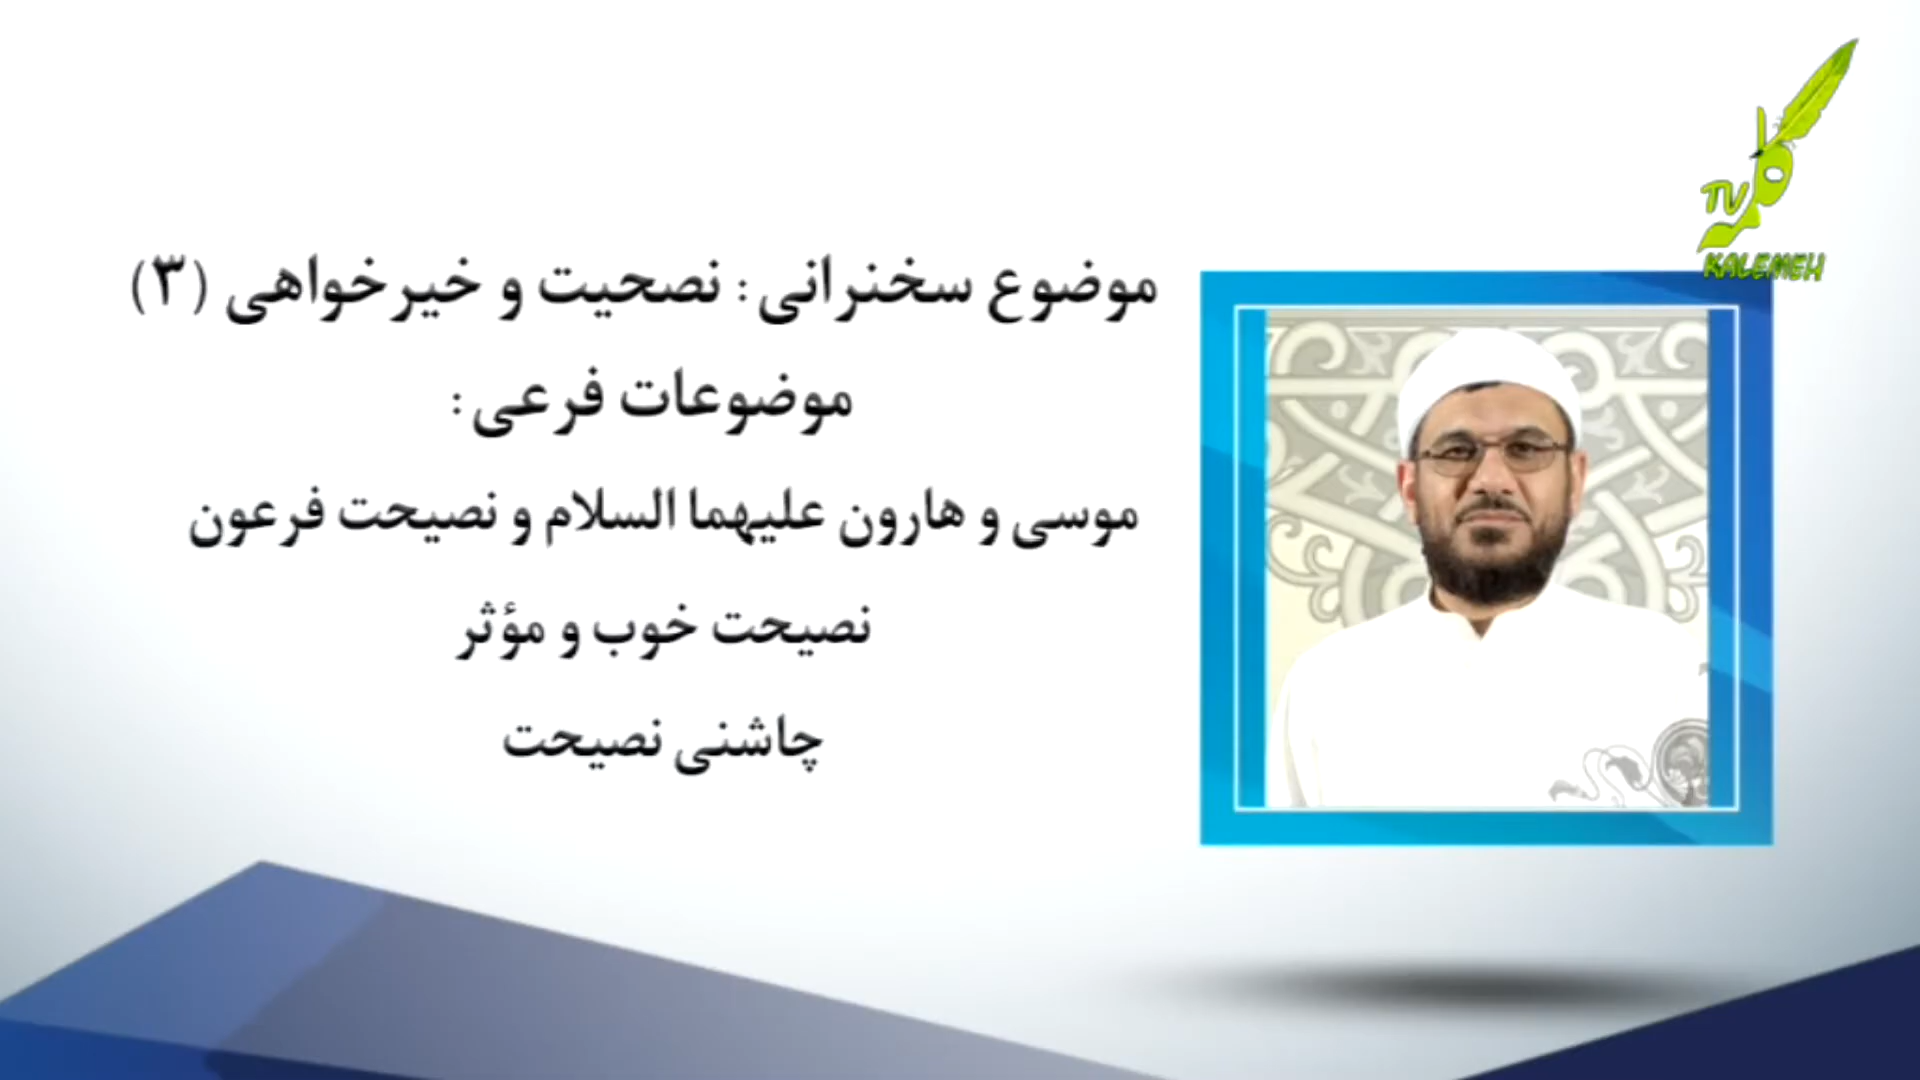 موضوع سخنرانی: نصحیت و خیرخواهی (۳)
موضوعات فرعی:
موسی و هارون علیهما السلام و نصیحت فرعون
نصیحت خوب و مؤثر
چاشنی نصیحت
کلمه
TV
KALEMEH